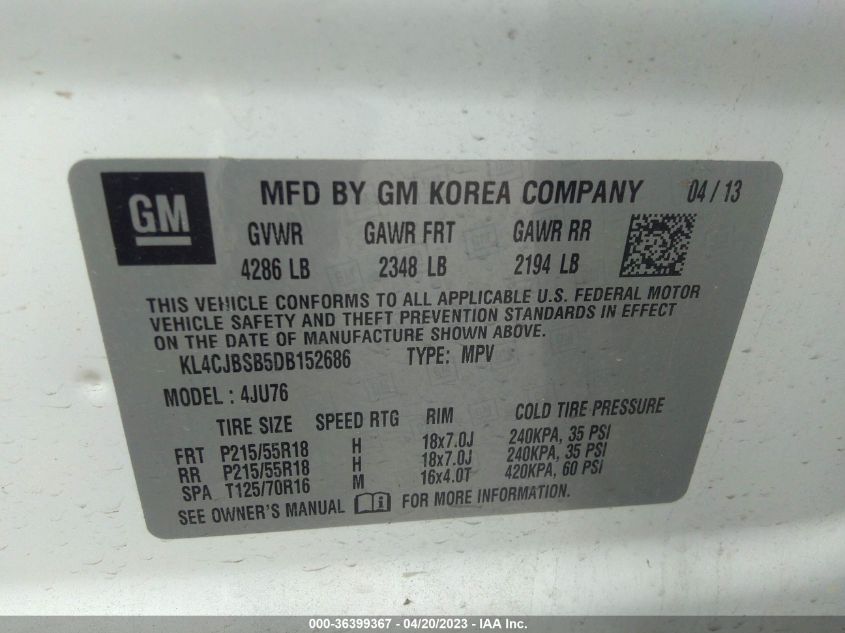 GM
MFD BY GM KOREA COMPANY 04 / 13
GVWR GAWR FRT GAWR RR
4286 LB 2348 LB 2194 LB
THIS VEHICLE CONFORMS TO ALL APPLICABLE U.S. FEDERAL MOTOR
VEHICLE SAFETY AND THEFT PREVENTION STANDARDS IN EFFECT
ON THE DATE OF MANUFACTURE SHOWN ABOVE.
KL4CJBSB5DB152686 TYPE: MPV
MODEL : 4JU76
TIRE SIZE SPEED RTG RIM COLD TIRE PRESSURE
FRT P215/55R18 H 18x7.0J 240KPA, 35 PSI
RR P215/55R18 H 18x7.0J 240KPA, 35 PSI
SPA T125/70R16 M 16x4.0T 420KPA, 60 PSI
SEE OWNER'S MANUAL FOR MORE INFORMATION.
000-36399367 - 04/20/2023 - IAA Inc.